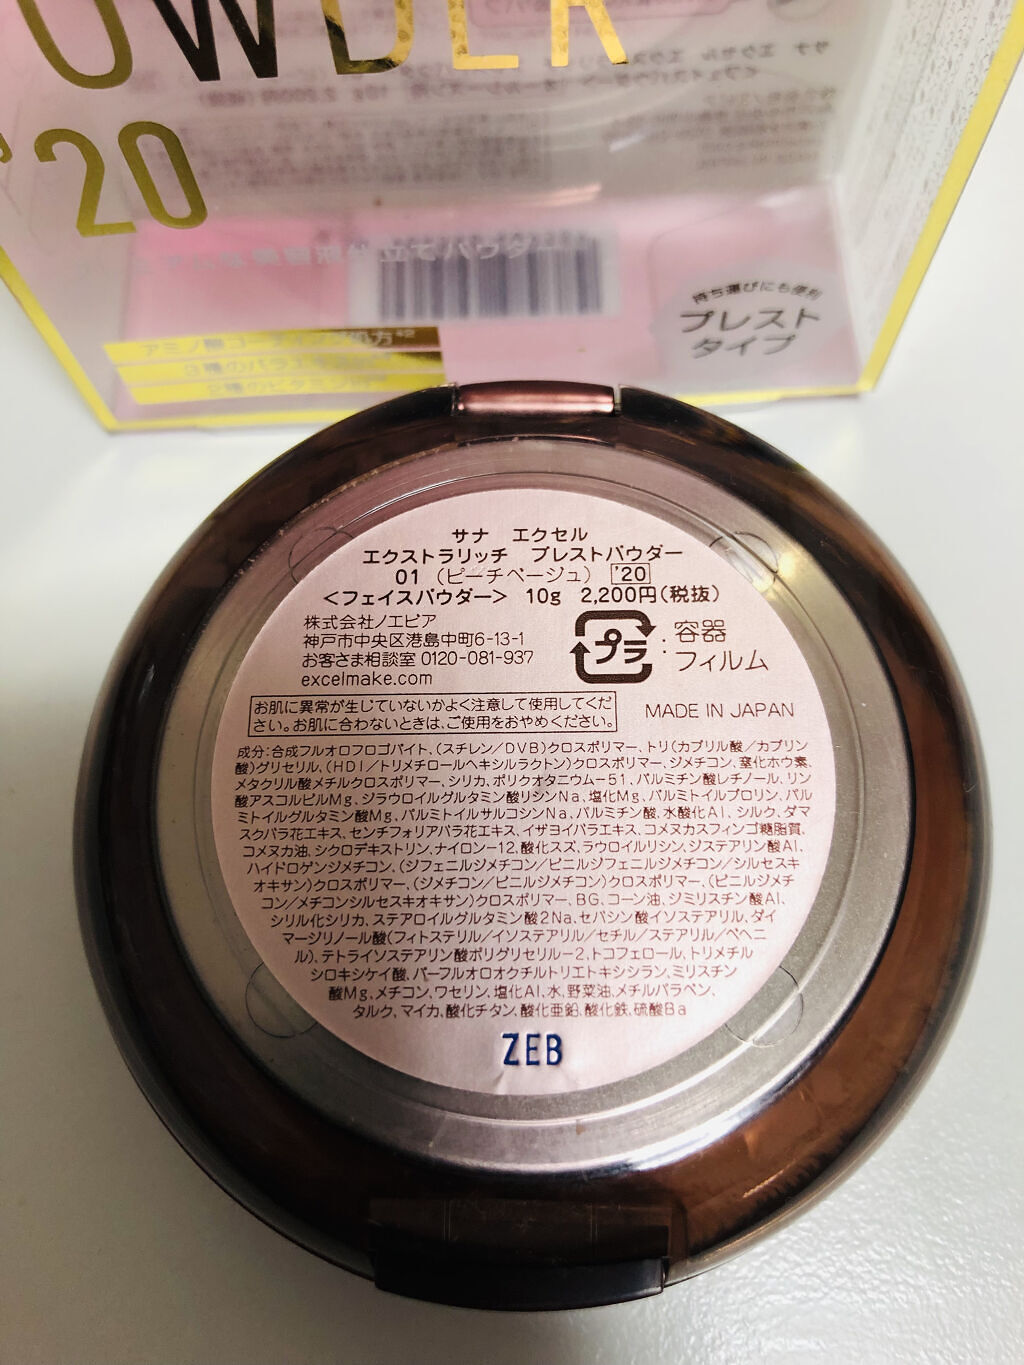 OWDER
'20
立てパウダー
アミノ酸コーティング処方*2
3種のバラエキス
持ち運びにも便利
プレスト
タイプ
サナ エクセル
エクストラリッチ プレストパウダー
01 (ピーチベージュ) '20
<フェイスパウダー> 10g 2,200円(税抜)
株式会社ノエビア
神戸市中央区港島中町6-13-1
お客さま相談室 0120-081-937
excelmake.com
プラ : 容器
フィルム
お肌に異常が生じていないかよく注意して使用してくだ
さい。お肌に合わないときは、ご使用をおやめください。
MADE IN JAPAN
成分:合成フルオロフロゴパイト、(スチレン/DVB)クロスポリマー、トリ(カプリル酸/カプリン
酸)グリセリル、(HDI/トリメチロールヘキシルラクトン)クロスポリマー、ジメチコン、窒化ホウ素、
メタクリル酸メチルクロスポリマー、シリカ、ポリクオタニウム-51、パルミチン酸レチノール、リン
酸アスコルビルMg、ジラウロイルグルタミン酸リシンNa、塩化Mg、パルミトイルプロリン、パル
ミトイルグルタミン酸Mg、パルミトイルサルコシンNa、パルミチン酸、水酸化Al、シルク、ダマ
スクバラ花エキス、センチフォリアバラ花エキス、イザヨイバラエキス、コメヌカスフィンゴ糖脂質、
コメヌカ油、シクロデキストリン、ナイロン-12、酸化スズ、ラウロイルリシン、ジステアリン酸Al、
ハイドロゲンジメチコン、(ジフェニルジメチコン/ビニルジフェニルジメチコン/シルセスキ
オキサン)クロスポリマー、(ジメチコン/ビニルジメチコン)クロスポリマー、(ビニルジメチ
コン/メチコンシルセスキオキサン)クロスポリマー、BG、コーン油、ジミリスチン酸Al、
シリル化シリカ、ステアロイルグルタミン酸2Na、セバシン酸イソステアリル、ダイ
マージリノール酸(フィトステリル/イソステアリル/セチル/ステアリル/ベヘニ
ル)、テトライソステアリン酸ポリグリセリル-2、トコフェロール、トリメチル
シロキシケイ酸、パーフルオロオクチルトリエトキシシラン、ミリスチン
酸Mg、メチコン、ワセリン、塩化Al、水、野菜油、メチルパラベン、
タルク、マイカ、酸化チタン、酸化亜鉛、酸化鉄、硫酸Ba
ZEB